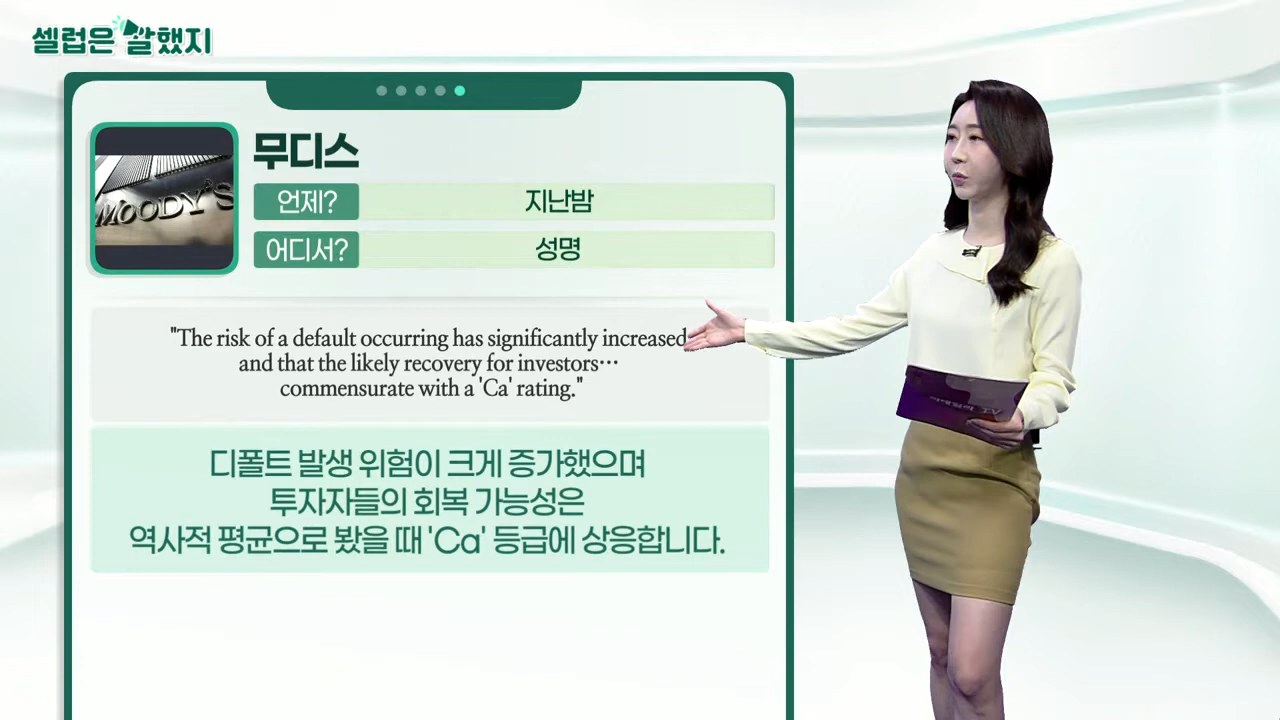 셀럽은 말했지
MOODY'S
무디스
언제?
지난밤
어디서?
성명
"The risk of a default occurring has significantly increased
and that the likely recovery for investors…
commensurate with a 'Ca' rating."
디폴트 발생 위험이 크게 증가했으며
투자자들의 회복 가능성은
역사적 평균으로 봤을 때 'Ca' 등급에 상응합니다.